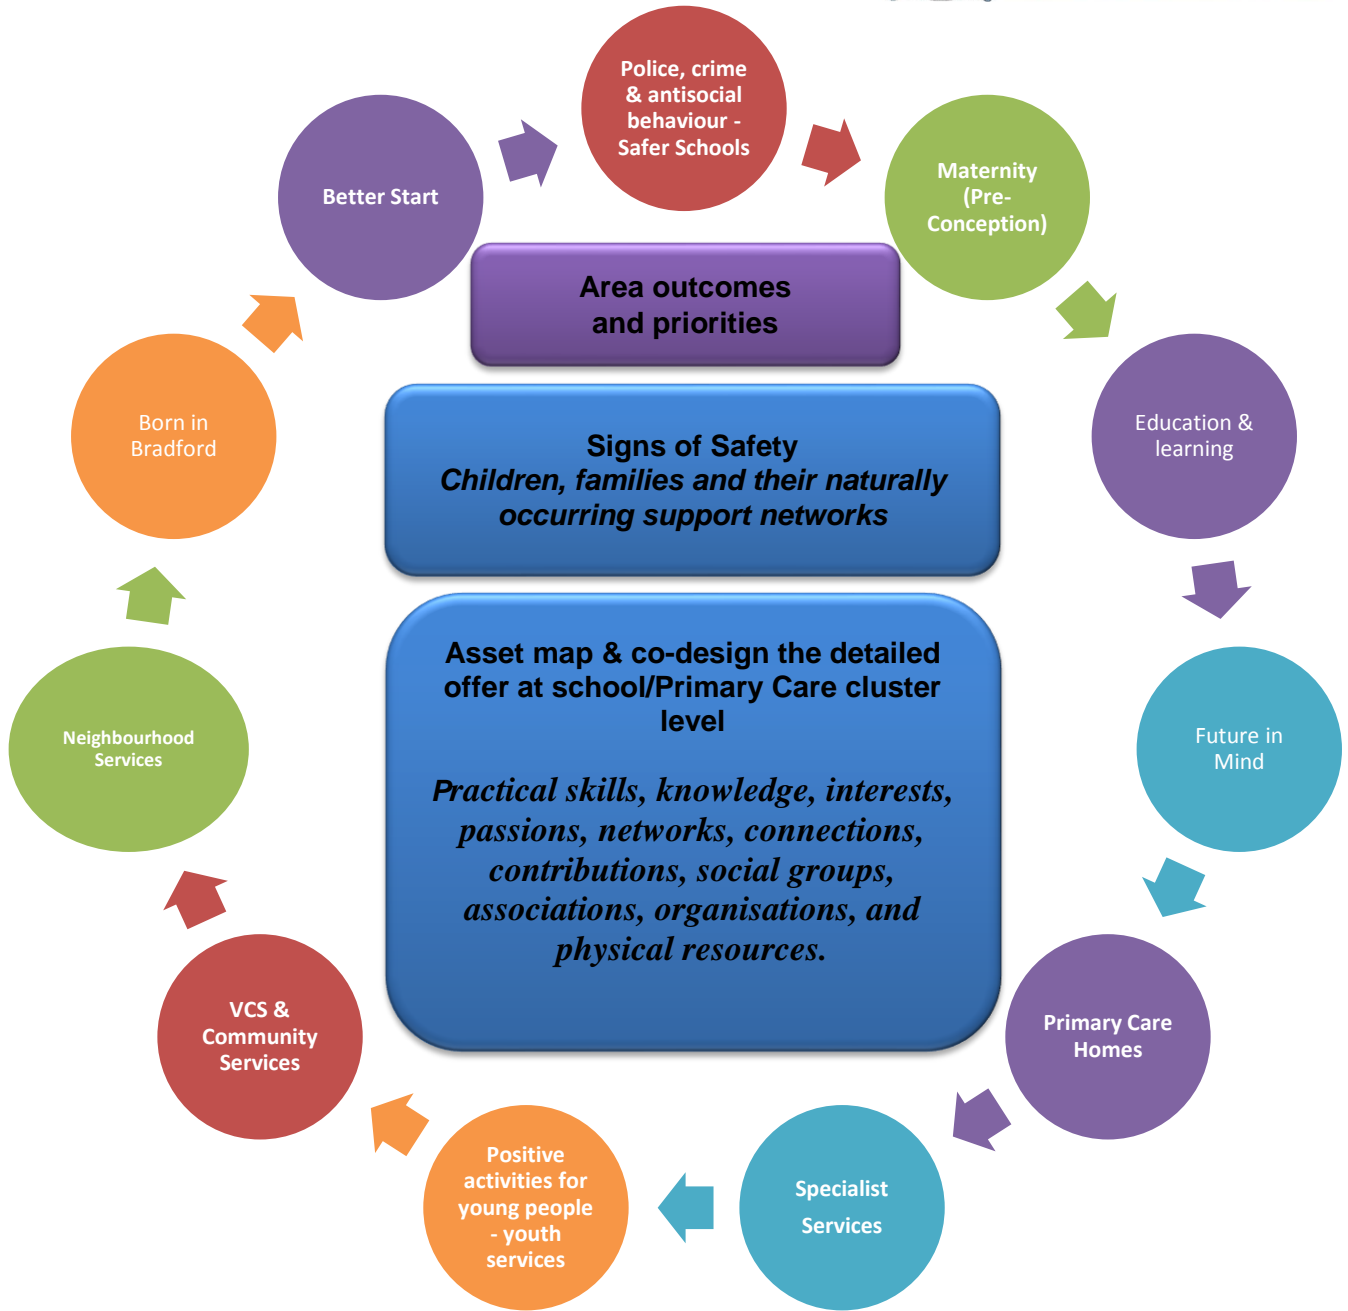 Police, crime
& antisocial
behaviour -
Safer Schools
Maternity
(Pre-
Conception)
Education &
learning
Future in
Mind
Primary Care
Homes
Specialist
Services
Positive
activities for
young people
- youth
services
VCS &
Community
Services
Neighbourhood
Services
Born in
Bradford
Better Start
Area outcomes
and priorities
Signs of Safety
Children, families and their naturally
occurring support networks
Asset map & co-design the detailed
offer at school/Primary Care cluster
level
Practical skills, knowledge, interests,
passions, networks, connections,
contributions, social groups,
associations, organisations, and
physical resources.